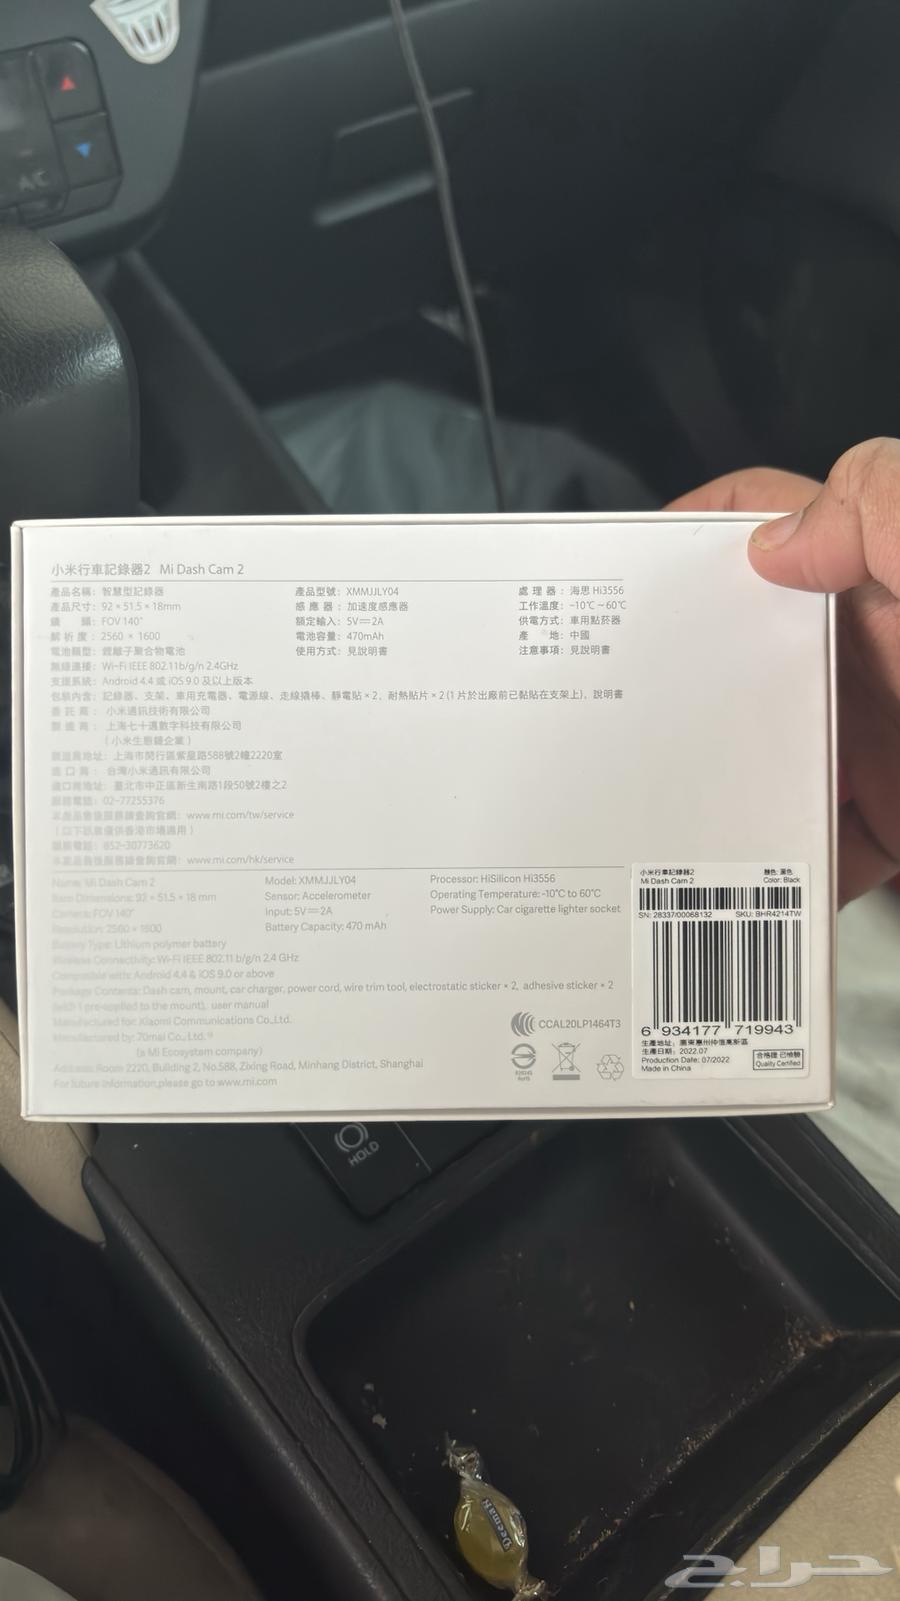 AC
小米行車記錄器2 Mi Dash Cam 2
產品名稱：智慧型記錄器 產品型號：XMMJJLY04 處理器：海思 Hi3556
產品尺寸：92 × 51.5 × 18mm 感應器：加速度感應器 工作溫度：-10℃ ~ 60℃
鏡 頭：FOV 140° 額定輸入：5V⎓2A 供電方式：車用點菸器
解析度：2560 × 1600 電池容量：470mAh 產 地：中國
電池類型：鋰離子聚合物電池 使用方式：見說明書 注意事項：見說明書
無線連接：Wi-Fi IEEE 802.11b/g/n 2.4GHz
支援系統：Android 4.4 或 iOS 9.0 及以上版本
包裝內含：記錄器、支架、車用充電器、電源線、走線撬棒、靜電貼 × 2，耐熱貼片 × 2 (1 片於出廠前已黏貼在支架上)，說明書
委託商：小米通訊技術有限公司
製造商：上海七十邁數字科技有限公司
（小米生態鏈企業）
製造商地址：上海市閔行區紫星路588號2幢2220室
進口商：台灣小米通訊有限公司
進口商地址：臺北市中正區新生南路1段50號2樓之2
服務電話：02-77255376
本產品售後服務請查詢官網：www.mi.com/tw/service
（以下訊息僅供香港市場適用）
服務電話：852-30773620
本產品售後服務請查詢官網：www.mi.com/hk/service
Name: Mi Dash Cam 2 Model: XMMJJLY04 Processor: HiSilicon Hi3556
Item Dimensions: 92 × 51.5 × 18 mm Sensor: Accelerometer Operating Temperature: -10°C to 60°C
Camera: FOV 140° Input: 5V⎓2A Power Supply: Car cigarette lighter socket
Resolution: 2560 × 1600 Battery Capacity: 470 mAh
Battery Type: Lithium polymer battery
Wireless Connectivity: Wi-Fi IEEE 802.11 b/g/n 2.4 GHz
Compatible with: Android 4.4 & iOS 9.0 or above
Package Contents: Dash cam, mount, car charger, power cord, wire trim tool, electrostatic sticker × 2, adhesive sticker × 2
pre-applied to the mount), user manual
Manufactured for: Xiaomi Communications Co., Ltd.
Manufactured by: 70mai Co., Ltd.
(a Mi Ecosystem company)
Address: Room 2220, Building 2, No.588, Zixing Road, Minhang District, Shanghai
For future information,please go to www.mi.com
CCAL20LP1464T3
RoHS
小米行車記錄器2 顏色: 黑色
Mi Dash Cam 2 Color: Black
SN: 28337/00068132 SKU: BHR4214TW
6 934177 719943
生產地址：廣東惠州仲愷高新區
生產日期：2022.07
Production Date: 07/2022
Made in China
合格證·已檢驗
Quality Certified
HOLD
Deemah
حراج